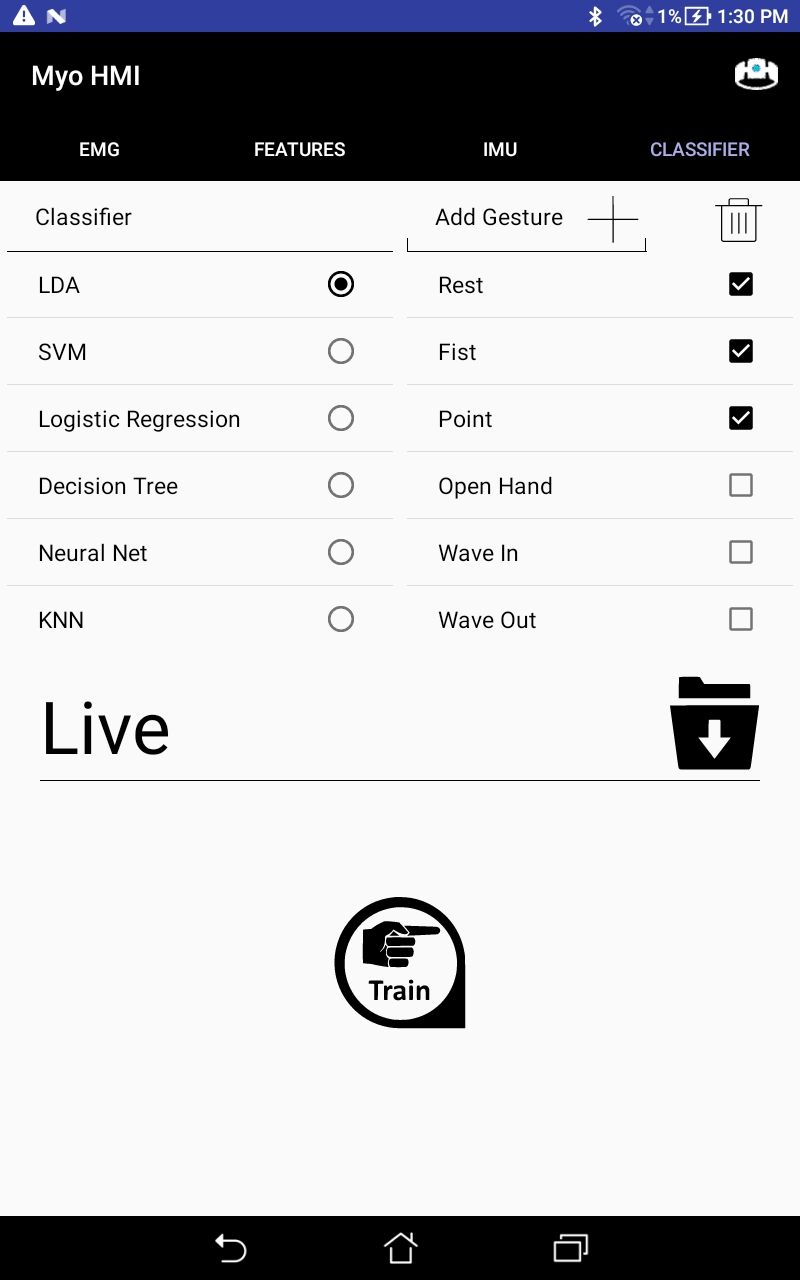 1% 1:30 PM
Myo HMI
EMG FEATURES IMU CLASSIFIER
Classifier
LDA
SVM
Logistic Regression
Decision Tree
Neural Net
KNN
Add Gesture
Rest
Fist
Point
Open Hand
Wave In
Wave Out
Live
Train